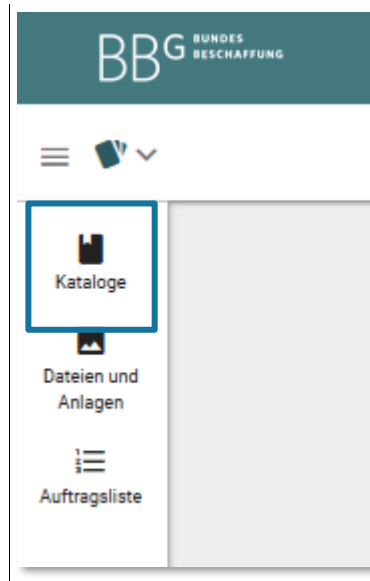 BBG BUNDES
BESCHAFFUNG
Kataloge
Dateien und
Anlagen
Auftragsliste